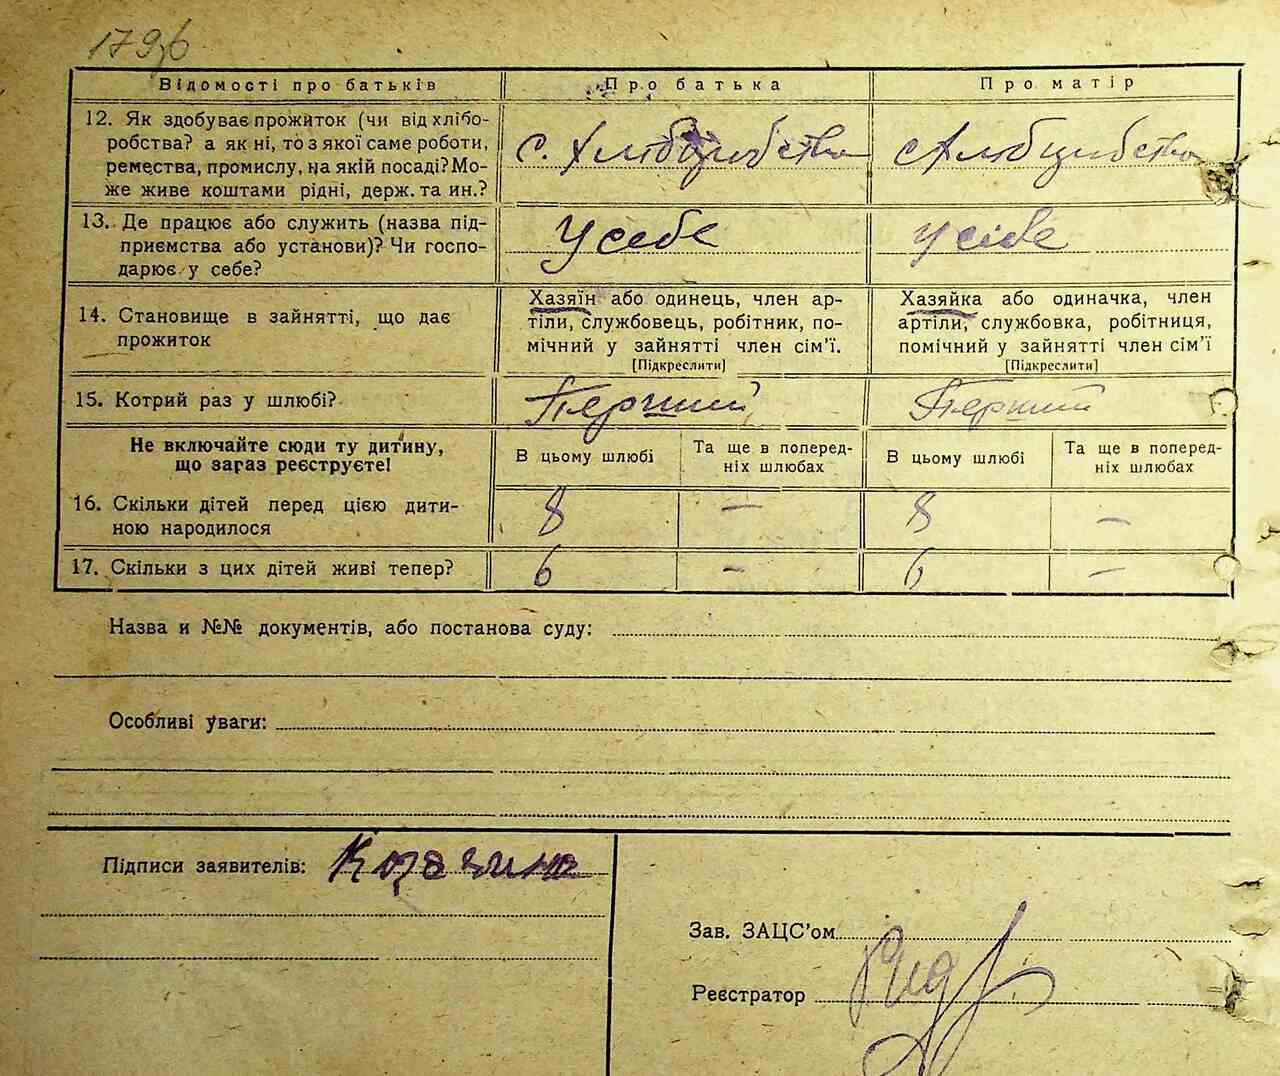 179б
Відомості про батьків Про батька Про матір
12. Як здобуває прожиток (чи від хлібо-
робства? а як ні, то з якої саме роботи,
ремества, промислу, на якій посаді? Мо-
же живе коштами рідні, держ. та ин.?
с. Хліборобство
с Хліборобство
13. Де працює або служить (назва під-
приємства або установи)? Чи госпо-
дарює у себе?
У себе
У себе
14. Становище в зайнятті, що дає
прожиток
Хазяїн або одинець, член ар-
тіли, службовець, робітник, по-
мічний у зайнятті член сім'ї.
[Підкреслити]
Хазяйка або одиначка, член
артіли, службовка, робітниця,
помічний у зайнятті член сім'ї
[Підкреслити]
15. Котрий раз у шлюбі? Перший Перший
Не включайте сюди ту дитину,
що зараз реєструєте!
В цьому шлюбі
Та ще в поперед-
ніх шлюбах
В цьому шлюбі
Та ще в поперед-
ніх шлюбах
16. Скільки дітей перед цією дити-
ною народилося
8 — 8 —
17. Скільки з цих дітей живі тепер? 6 — 6 —
Назва и №№ документів, або постанова суду:
Особливі уваги:
Підписи заявителів:
Зав. ЗАЦС'ом
Реєстратор